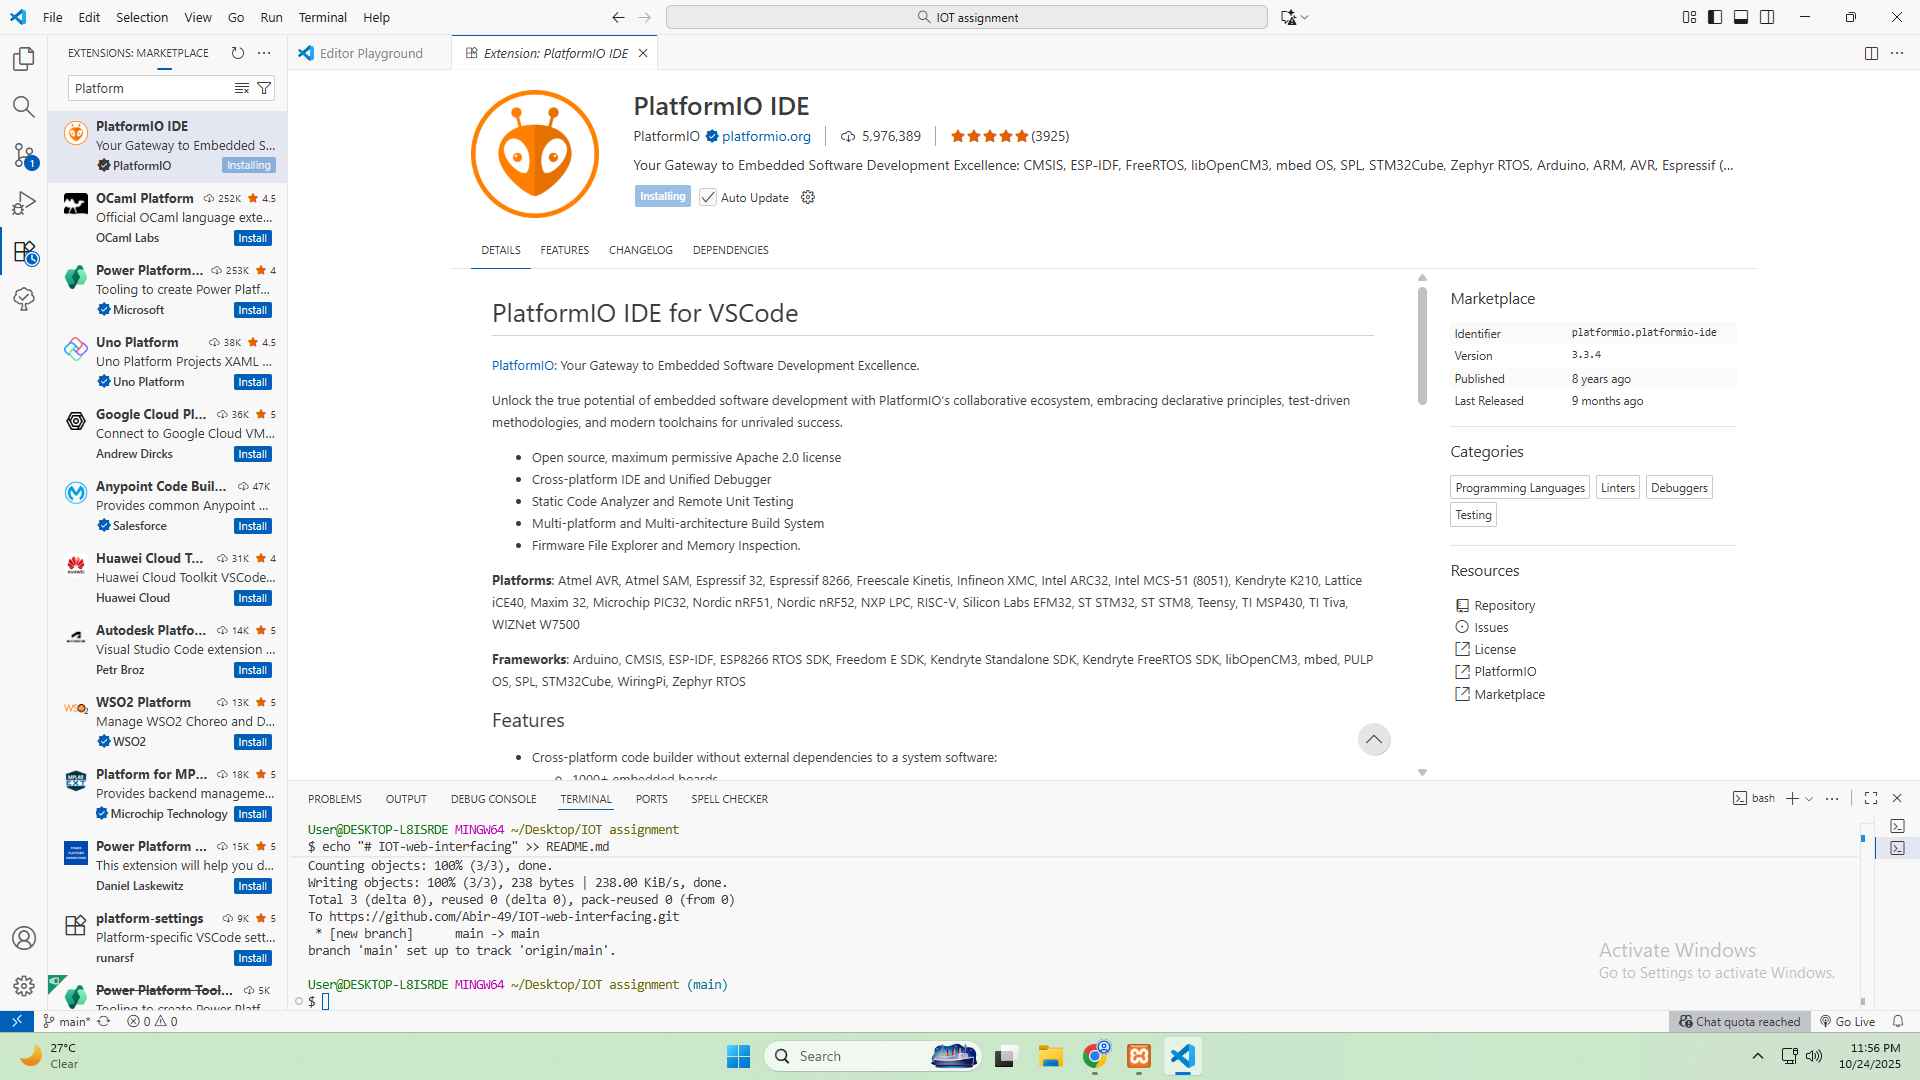 File Edit Selection View Go Run Terminal Help
IOT assignment
EXTENSIONS: MARKETPLACE
Editor Playground
Extension: PlatformIO IDE
Platform
PlatformIO IDE
Your Gateway to Embedded S...
PlatformIO
Installing
OCaml Platform 252K 4.5
Official OCaml language exte...
OCaml Labs
Install
Power Platform... 253K 4
Tooling to create Power Platf...
Microsoft
Install
Uno Platform 38K 4.5
Uno Platform Projects XAML ...
Uno Platform
Install
Google Cloud Pl... 36K 5
Connect to Google Cloud VM...
Andrew Dircks
Install
Anypoint Code Buil... 47K
Provides common Anypoint ...
Salesforce
Install
Huawei Cloud T... 31K 4
Huawei Cloud Toolkit VSCode...
Huawei Cloud
Install
Autodesk Platfo... 14K 5
Visual Studio Code extension ...
Petr Broz
Install
WSO2 Platform 13K 5
Manage WSO2 Choreo and D...
WSO2
Install
Platform for MP... 18K 5
Provides backend manageme...
Microchip Technology
Install
Power Platform ... 15K 5
This extension will help you d...
Daniel Laskewitz
Install
platform-settings 9K 5
Platform-specific VSCode sett...
runarsf
Install
Power Platform Tool... 5K
Tooling to create Power Platf...
PlatformIO IDE
PlatformIO platformio.org 5,976,389 (3925)
Your Gateway to Embedded Software Development Excellence: CMSIS, ESP-IDF, FreeRTOS, libOpenCM3, mbed OS, SPL, STM32Cube, Zephyr RTOS, Arduino, ARM, AVR, Espressif (...
Installing Auto Update
DETAILS FEATURES CHANGELOG DEPENDENCIES
PlatformIO IDE for VSCode
PlatformIO: Your Gateway to Embedded Software Development Excellence.
Unlock the true potential of embedded software development with PlatformIO's collaborative ecosystem, embracing declarative principles, test-driven
methodologies, and modern toolchains for unrivaled success.
• Open source, maximum permissive Apache 2.0 license
• Cross-platform IDE and Unified Debugger
• Static Code Analyzer and Remote Unit Testing
• Multi-platform and Multi-architecture Build System
• Firmware File Explorer and Memory Inspection.
Platforms: Atmel AVR, Atmel SAM, Espressif 32, Espressif 8266, Freescale Kinetis, Infineon XMC, Intel ARC32, Intel MCS-51 (8051), Kendryte K210, Lattice
iCE40, Maxim 32, Microchip PIC32, Nordic nRF51, Nordic nRF52, NXP LPC, RISC-V, Silicon Labs EFM32, ST STM32, ST STM8, Teensy, TI MSP430, TI Tiva,
WIZNet W7500
Frameworks: Arduino, CMSIS, ESP-IDF, ESP8266 RTOS SDK, Freedom E SDK, Kendryte Standalone SDK, Kendryte FreeRTOS SDK, libOpenCM3, mbed, PULP
OS, SPL, STM32Cube, WiringPi, Zephyr RTOS
Features
• Cross-platform code builder without external dependencies to a system software:
○ 1000+ embedded boards
Marketplace
Identifier platformio.platformio-ide
Version 3.3.4
Published 8 years ago
Last Released 9 months ago
Categories
Programming Languages Linters Debuggers
Testing
Resources
Repository
Issues
License
PlatformIO
Marketplace
PROBLEMS OUTPUT DEBUG CONSOLE TERMINAL PORTS SPELL CHECKER
bash
User@DESKTOP-L8ISRDE MINGW64 ~/Desktop/IOT assignment
$ echo "# IOT-web-interfacing" >> README.md
Counting objects: 100% (3/3), done.
Writing objects: 100% (3/3), 238 bytes | 238.00 KiB/s, done.
Total 3 (delta 0), reused 0 (delta 0), pack-reused 0 (from 0)
To https://github.com/Abir-49/IOT-web-interfacing.git
* [new branch] main -> main
branch 'main' set up to track 'origin/main'.
User@DESKTOP-L8ISRDE MINGW64 ~/Desktop/IOT assignment (main)
$
Activate Windows
Go to Settings to activate Windows.
main* 0 0
Chat quota reached Go Live
27°C
Clear
Search
11:56 PM
10/24/2025
1